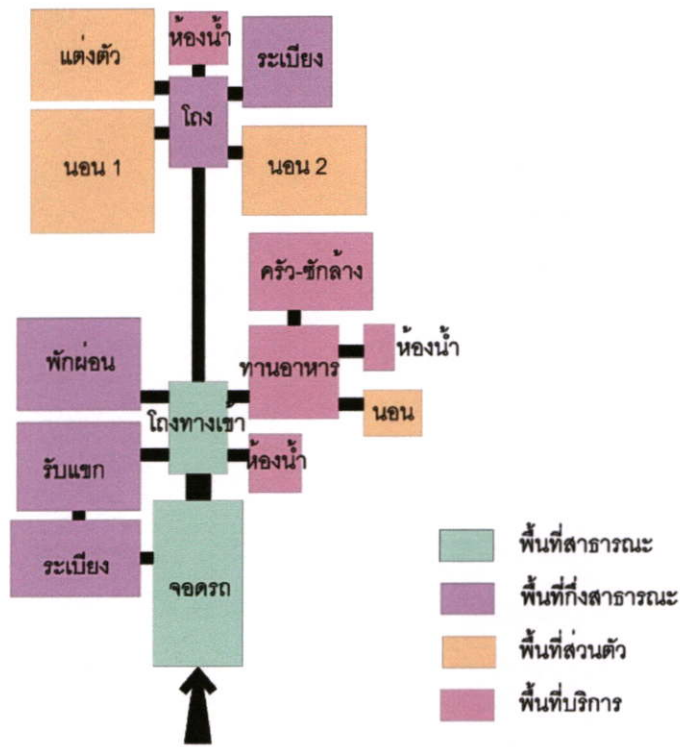 ห้องน้ำ
แต่งตัว
ระเบียง
โถง
นอน 1
นอน 2
ครัว-ซักล้าง
พักผ่อน
ทานอาหาร
ห้องน้ำ
โถงทางเข้า
นอน
รับแขก
ห้องน้ำ
ระเบียง
จอดรถ
พื้นที่สาธารณะ
พื้นที่กึ่งสาธารณะ
พื้นที่ส่วนตัว
พื้นที่บริการ